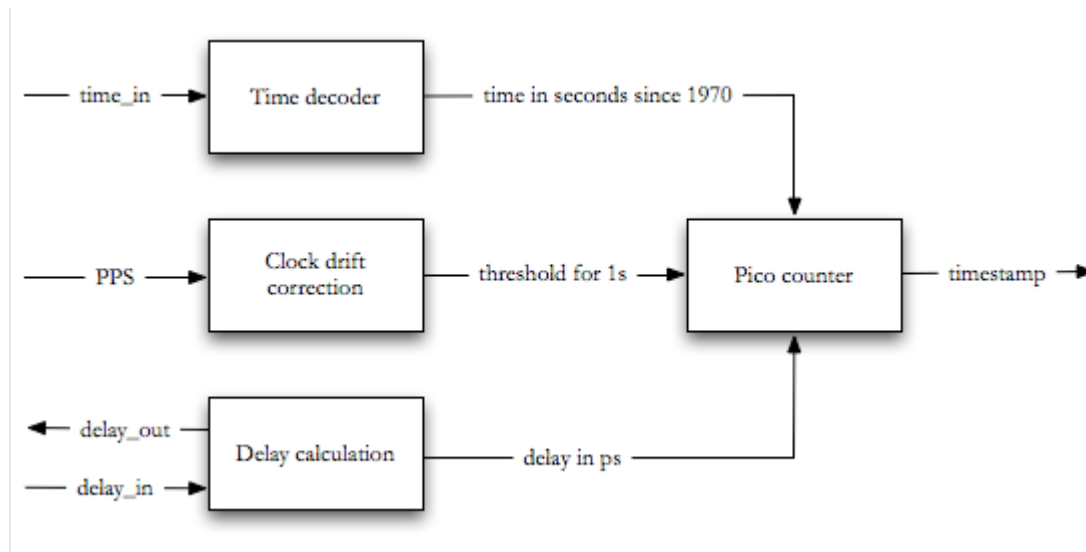 time_in
Time decoder
time in seconds since 1970
PPS
Clock drift
correction
threshold for 1s
Pico counter
timestamp
delay_out
delay_in
Delay calculation
delay in ps